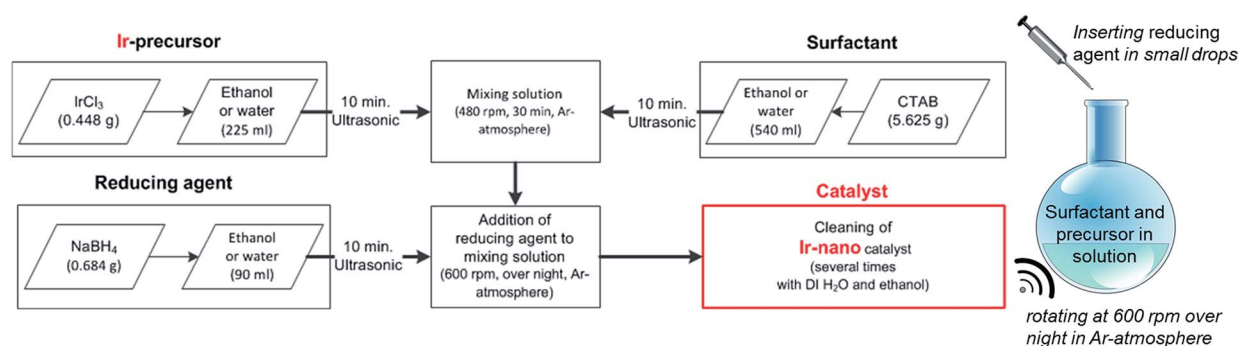 Ir-precursor
IrCl₃
(0.448 g)
Ethanol
or water
(225 ml)
10 min.
Ultrasonic
Mixing solution
(480 rpm, 30 min, Ar-
atmosphere)
Surfactant
10 min.
Ultrasonic
Ethanol or
water
(540 ml)
CTAB
(5.625 g)
Reducing agent
NaBH₄
(0.684 g)
Ethanol
or water
(90 ml)
10 min.
Ultrasonic
Addition of
reducing agent to
mixing solution
(600 rpm, over night, Ar-
atmosphere)
Catalyst
Cleaning of
Ir-nano catalyst
(several times
with DI H₂O and ethanol)
Inserting reducing
agent in small drops
Surfactant and
precursor in
solution
rotating at 600 rpm over
night in Ar-atmosphere